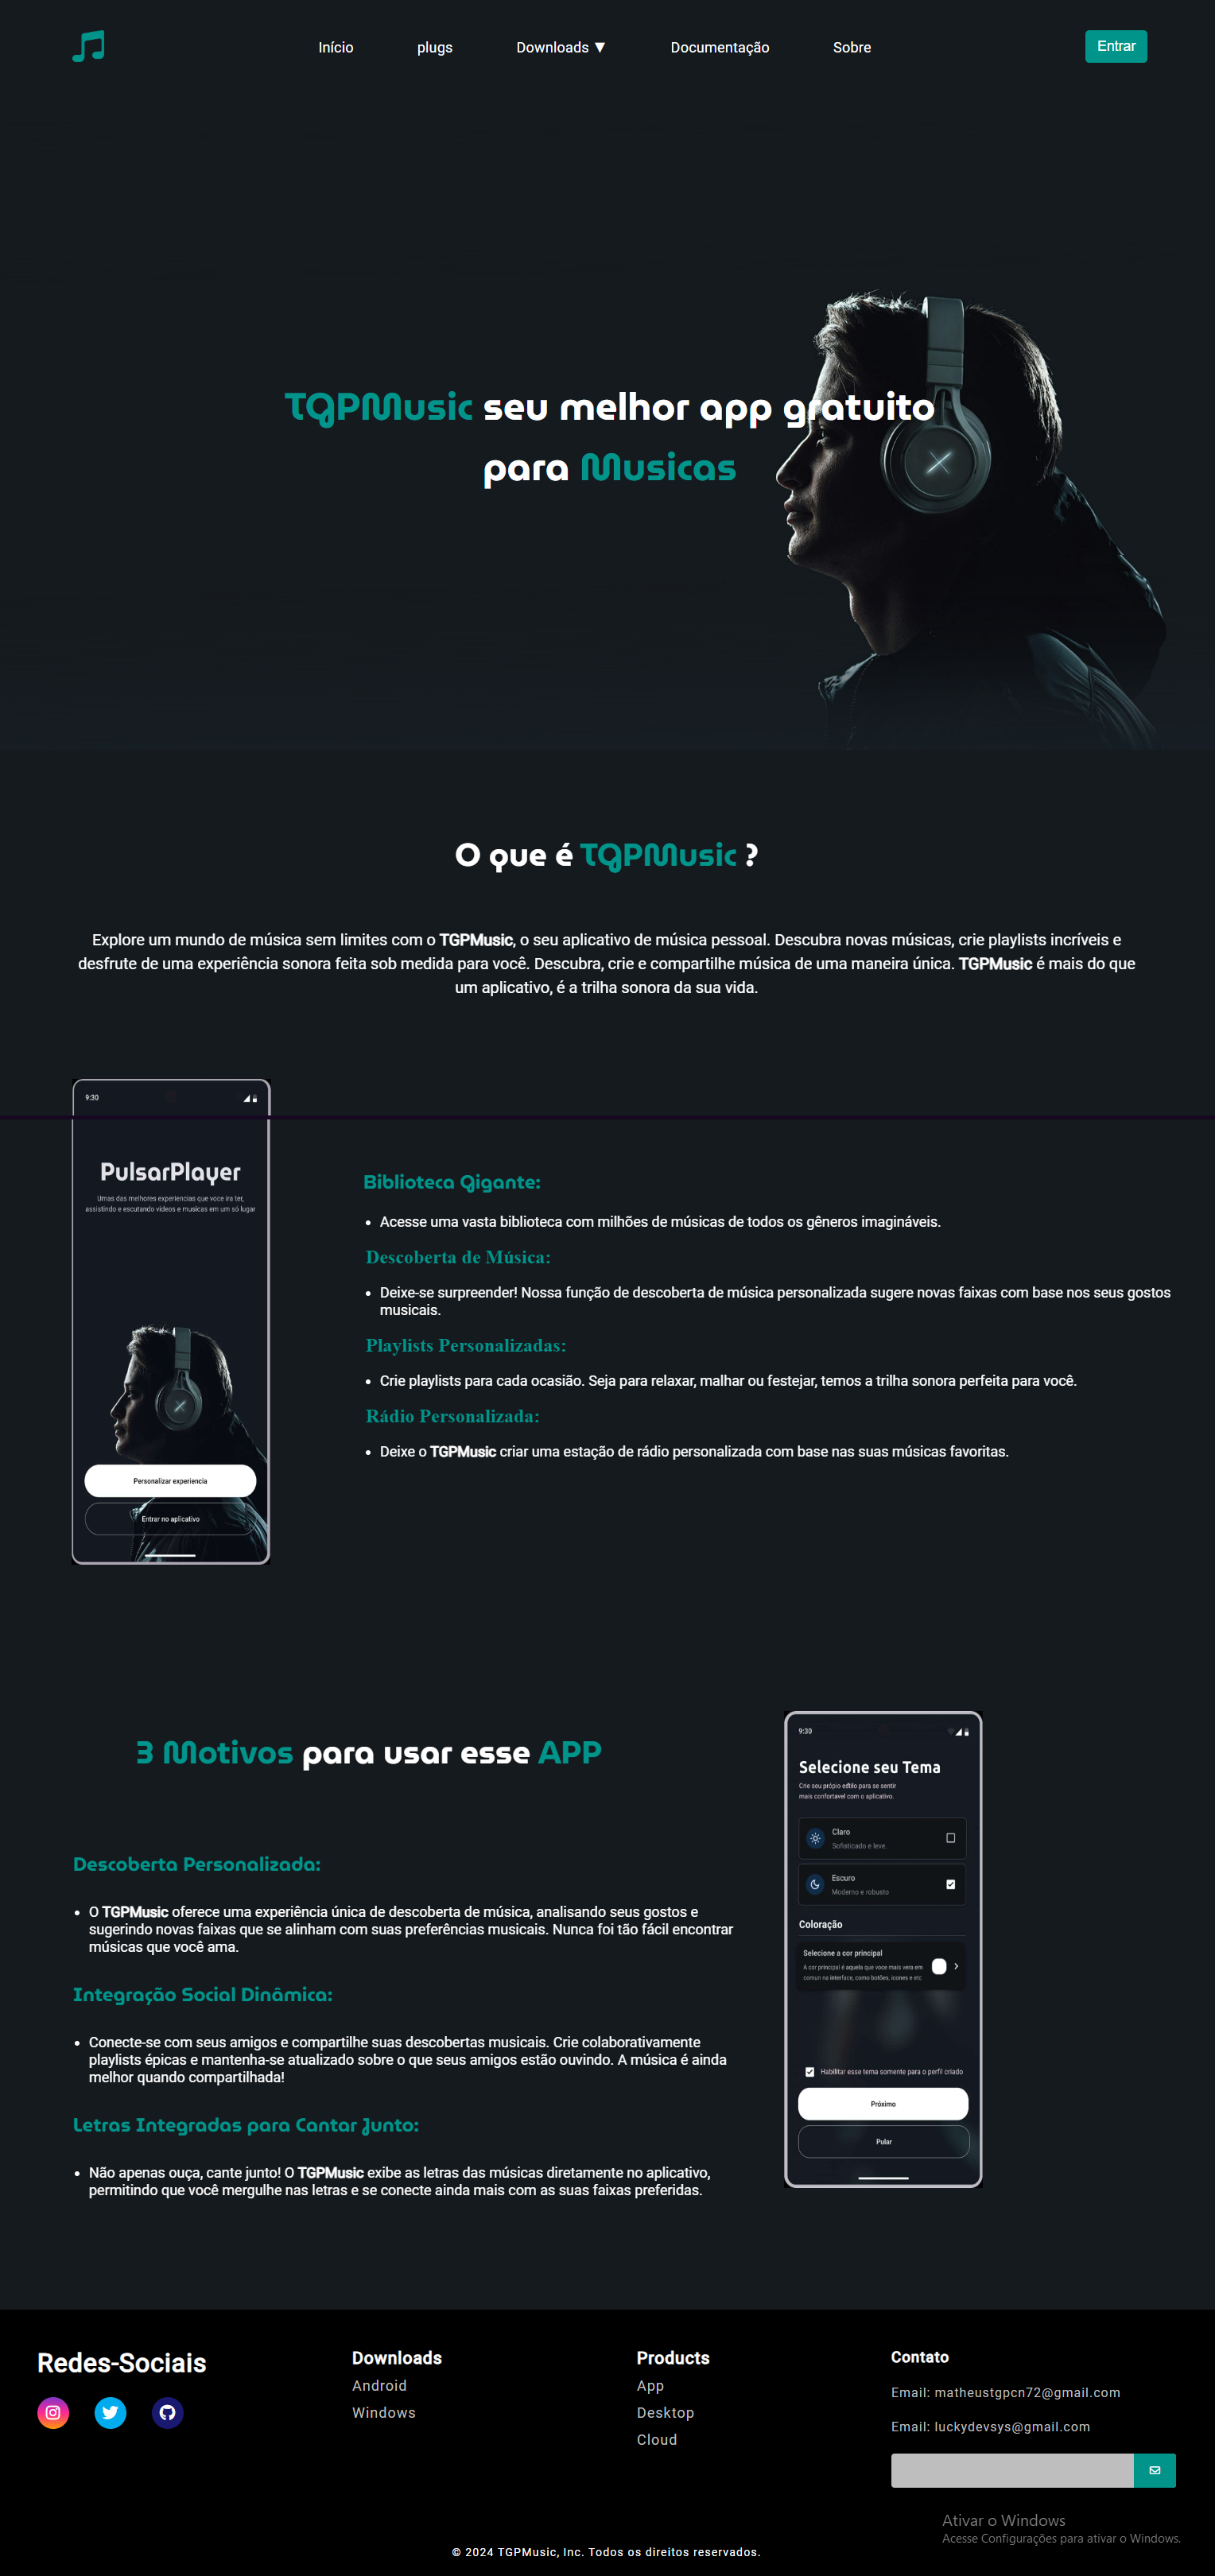 Início plugs Downloads ▼ Documentação Sobre Entrar
TGPMusic seu melhor app gratuito
para Musicas
O que é TGPMusic ?
Explore um mundo de música sem limites com o TGPMusic, o seu aplicativo de música pessoal. Descubra novas músicas, crie playlists incríveis e
desfrute de uma experiência sonora feita sob medida para você. Descubra, crie e compartilhe música de uma maneira única. TGPMusic é mais do que
um aplicativo, é a trilha sonora da sua vida.
9:30
PulsarPlayer
Umas das melhores experiencias que voce ira ter,
assistindo e escutando videos e musicas em um só lugar
Personalizar experiencia
Entrar no aplicativo
Biblioteca Gigante:
• Acesse uma vasta biblioteca com milhões de músicas de todos os gêneros imagináveis.
Descoberta de Música:
• Deixe-se surpreender! Nossa função de descoberta de música personalizada sugere novas faixas com base nos seus gostos
musicais.
Playlists Personalizadas:
• Crie playlists para cada ocasião. Seja para relaxar, malhar ou festejar, temos a trilha sonora perfeita para você.
Rádio Personalizada:
• Deixe o TGPMusic criar uma estação de rádio personalizada com base nas suas músicas favoritas.
3 Motivos para usar esse APP
Descoberta Personalizada:
• O TGPMusic oferece uma experiência única de descoberta de música, analisando seus gostos e
sugerindo novas faixas que se alinham com suas preferências musicais. Nunca foi tão fácil encontrar
músicas que você ama.
Integração Social Dinâmica:
• Conecte-se com seus amigos e compartilhe suas descobertas musicais. Crie colaborativamente
playlists épicas e mantenha-se atualizado sobre o que seus amigos estão ouvindo. A música é ainda
melhor quando compartilhada!
Letras Integradas para Cantar Junto:
• Não apenas ouça, cante junto! O TGPMusic exibe as letras das músicas diretamente no aplicativo,
permitindo que você mergulhe nas letras e se conecte ainda mais com as suas faixas preferidas.
9:30
Selecione seu Tema
Crie seu própio estilo para se sentir
mais confortavel com o aplicativo.
Claro
Sofisticado e leve.
Escuro
Moderno e robusto
Coloração
Selecione a cor principal
A cor principal é aquela que voce mais vera em
comun na interface, como botões, icones e etc
Habilitar esse tema somente para o perfil criado
Próximo
Pular
Redes-Sociais
Downloads
Android
Windows
Products
App
Desktop
Cloud
Contato
Email: matheustgpcn72@gmail.com
Email: luckydevsys@gmail.com
Ativar o Windows
Acesse Configurações para ativar o Windows.
© 2024 TGPMusic, Inc. Todos os direitos reservados.